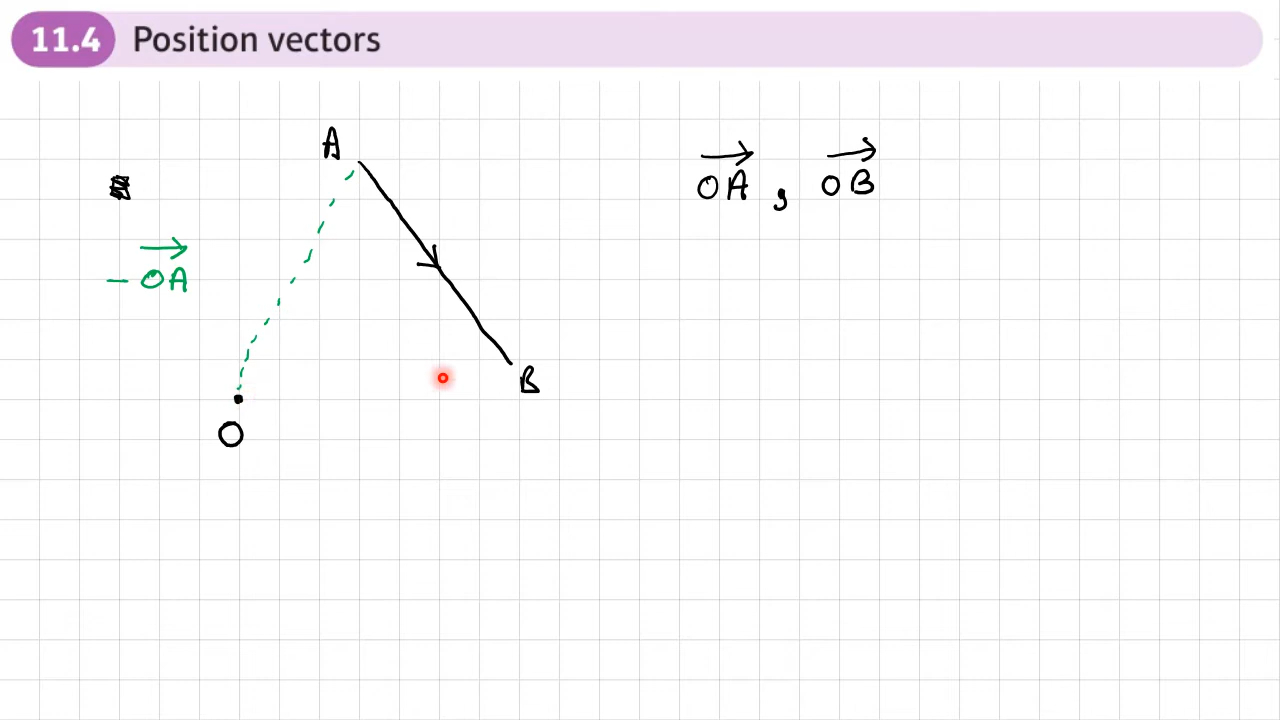 11.4 Position vectors
A
→ →
OA , OB
→
- OA
B
O